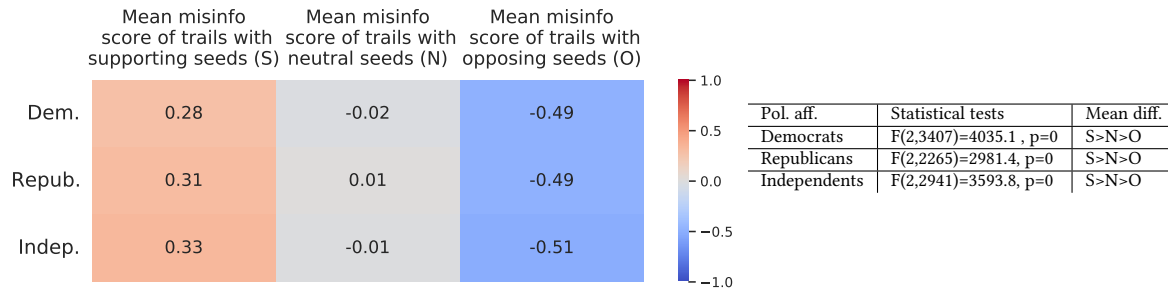 Mean misinfo
score of trails with
supporting seeds (S)
Mean misinfo
score of trails with
neutral seeds (N)
Mean misinfo
score of trails with
opposing seeds (O)
Dem.
0.28
-0.02
-0.49
Repub.
0.31
0.01
-0.49
Indep.
0.33
-0.01
-0.51
1.0
0.5
0.0
−0.5
−1.0
Pol. aff. Statistical tests Mean diff.
Democrats F(2,3407)=4035.1 , p=0 S>N>O
Republicans F(2,2265)=2981.4, p=0 S>N>O
Independents F(2,2941)=3593.8, p=0 S>N>O